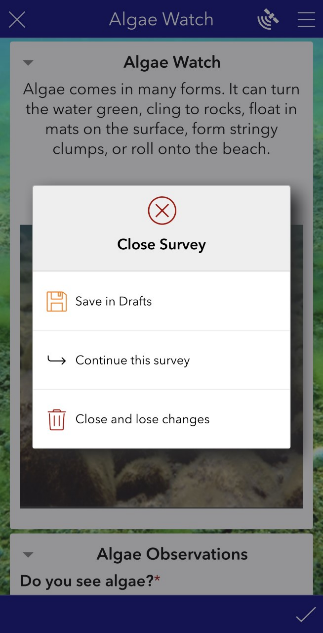 Algae Watch
Algae Watch
Algae comes in many forms. It can turn
the water green, cling to rocks, float in
mats on the surface, form stringy
clumps, or roll onto the beach.
Close Survey
Save in Drafts
Continue this survey
Close and lose changes
Algae Observations
Do you see algae?*